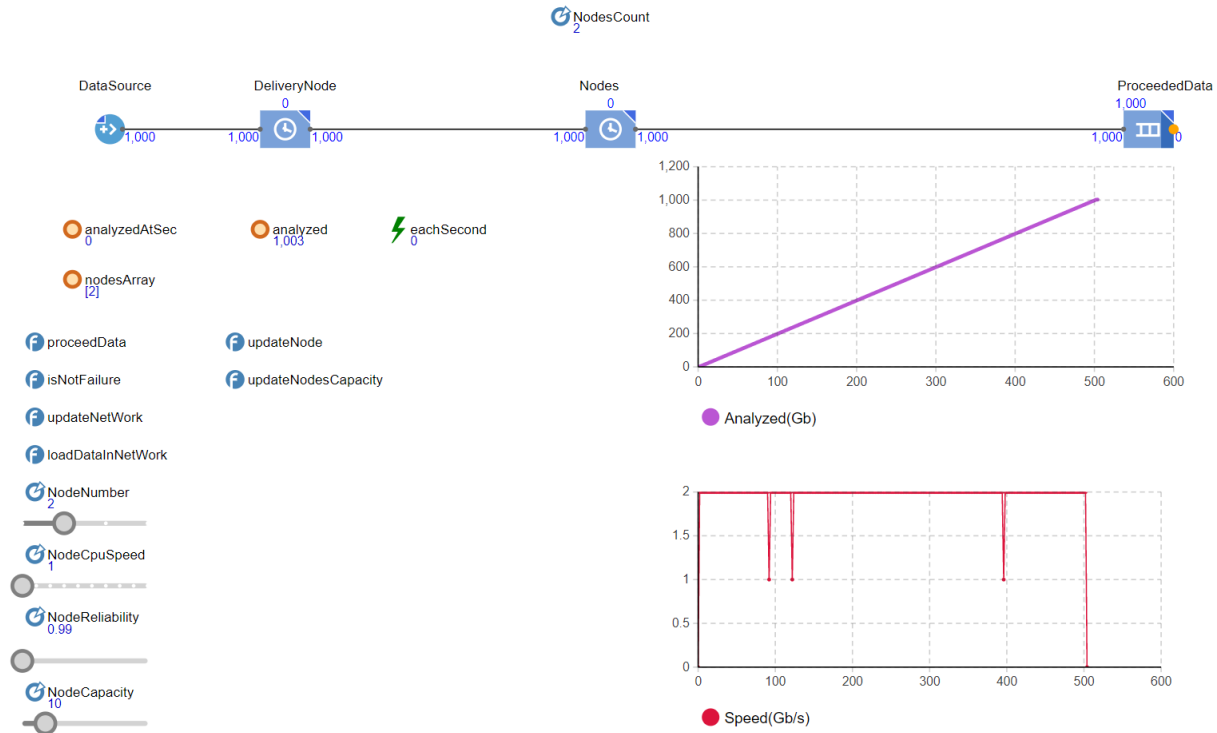 NodesCount
2
DataSource
DeliveryNode
Nodes
ProceededData
0
0
1,000
1,000
1,000
1,000
1,000
1,000
1,000
0
analyzedAtSec
0
analyzed
1,003
eachSecond
0
nodesArray
[2]
proceedData
updateNode
isNotFailure
updateNodesCapacity
updateNetWork
loadDataInNetWork
NodeNumber
2
NodeCpuSpeed
1
NodeReliability
0.99
NodeCapacity
10
1,200
1,000
800
600
400
200
0
0 100 200 300 400 500 600
Analyzed(Gb)
2
1.5
1
0.5
0
0 100 200 300 400 500 600
Speed(Gb/s)